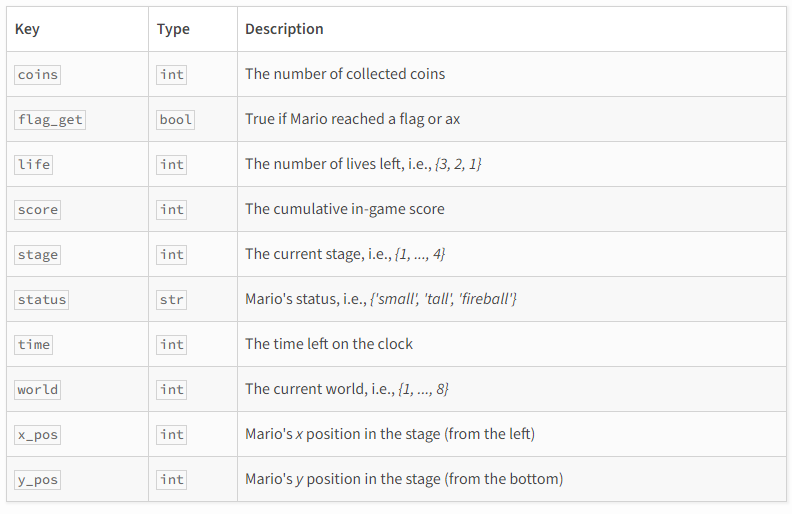 Key Type Description
coins int The number of collected coins
flag_get bool True if Mario reached a flag or ax
life int The number of lives left, i.e., {3, 2, 1}
score int The cumulative in-game score
stage int The current stage, i.e., {1, ..., 4}
status str Mario's status, i.e., {'small', 'tall', 'fireball'}
time int The time left on the clock
world int The current world, i.e., {1, ..., 8}
x_pos int Mario's x position in the stage (from the left)
y_pos int Mario's y position in the stage (from the bottom)